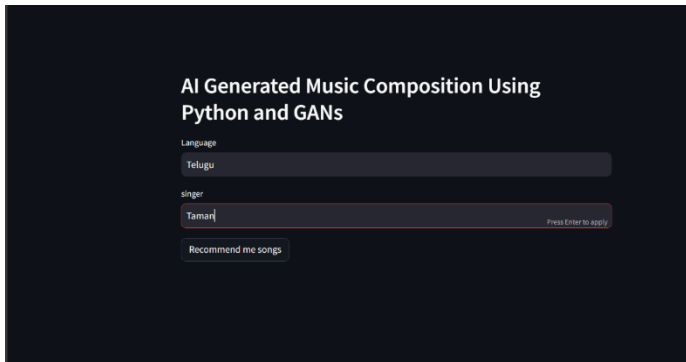 AI Generated Music Composition Using
Python and GANs
Language
Telugu
singer
Taman
Press Enter to apply
Recommend me songs